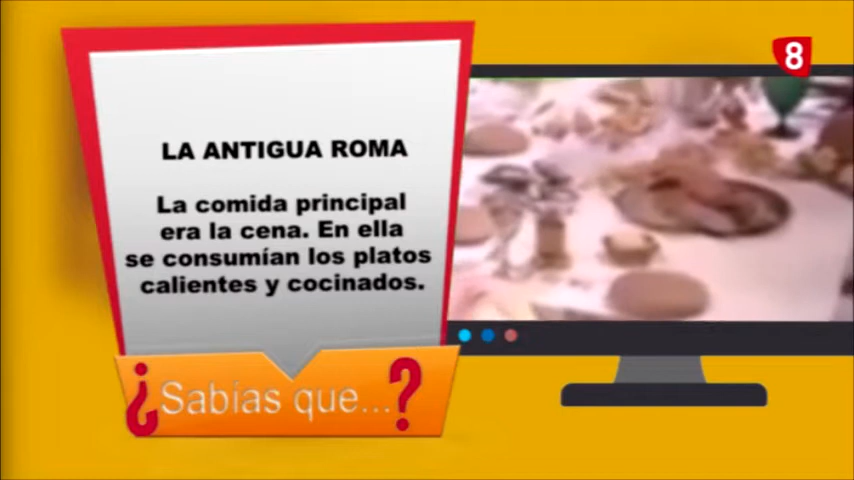 8
LA ANTIGUA ROMA
La comida principal
era la cena. En ella
se consumían los platos
calientes y cocinados.
¿Sabías que...?